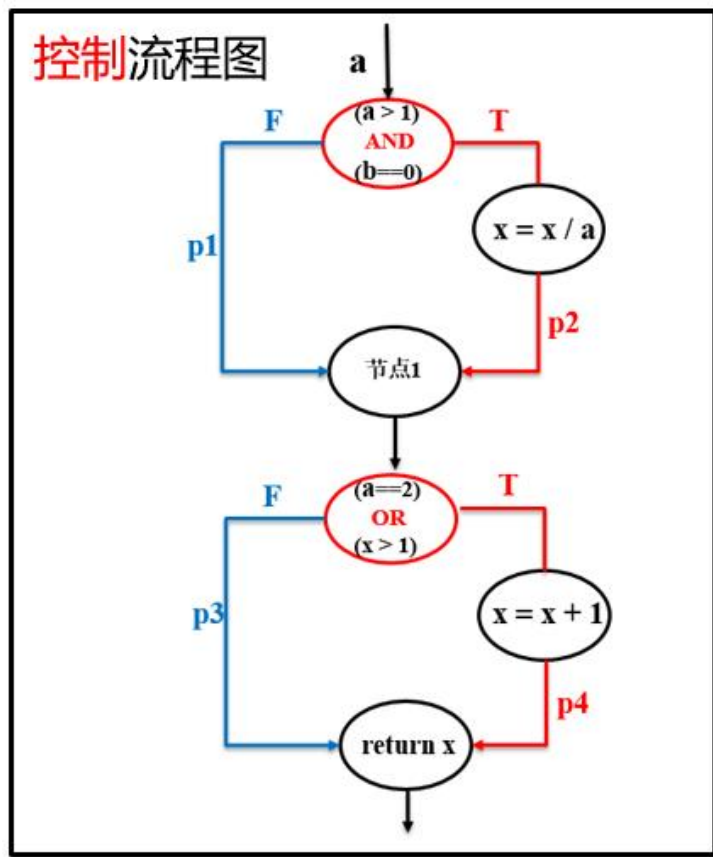 控制流程图
a
(a > 1)
AND
(b==0)
F
T
x = x / a
p1
p2
节点1
(a==2)
OR
(x > 1)
F
T
x = x + 1
p3
p4
return x